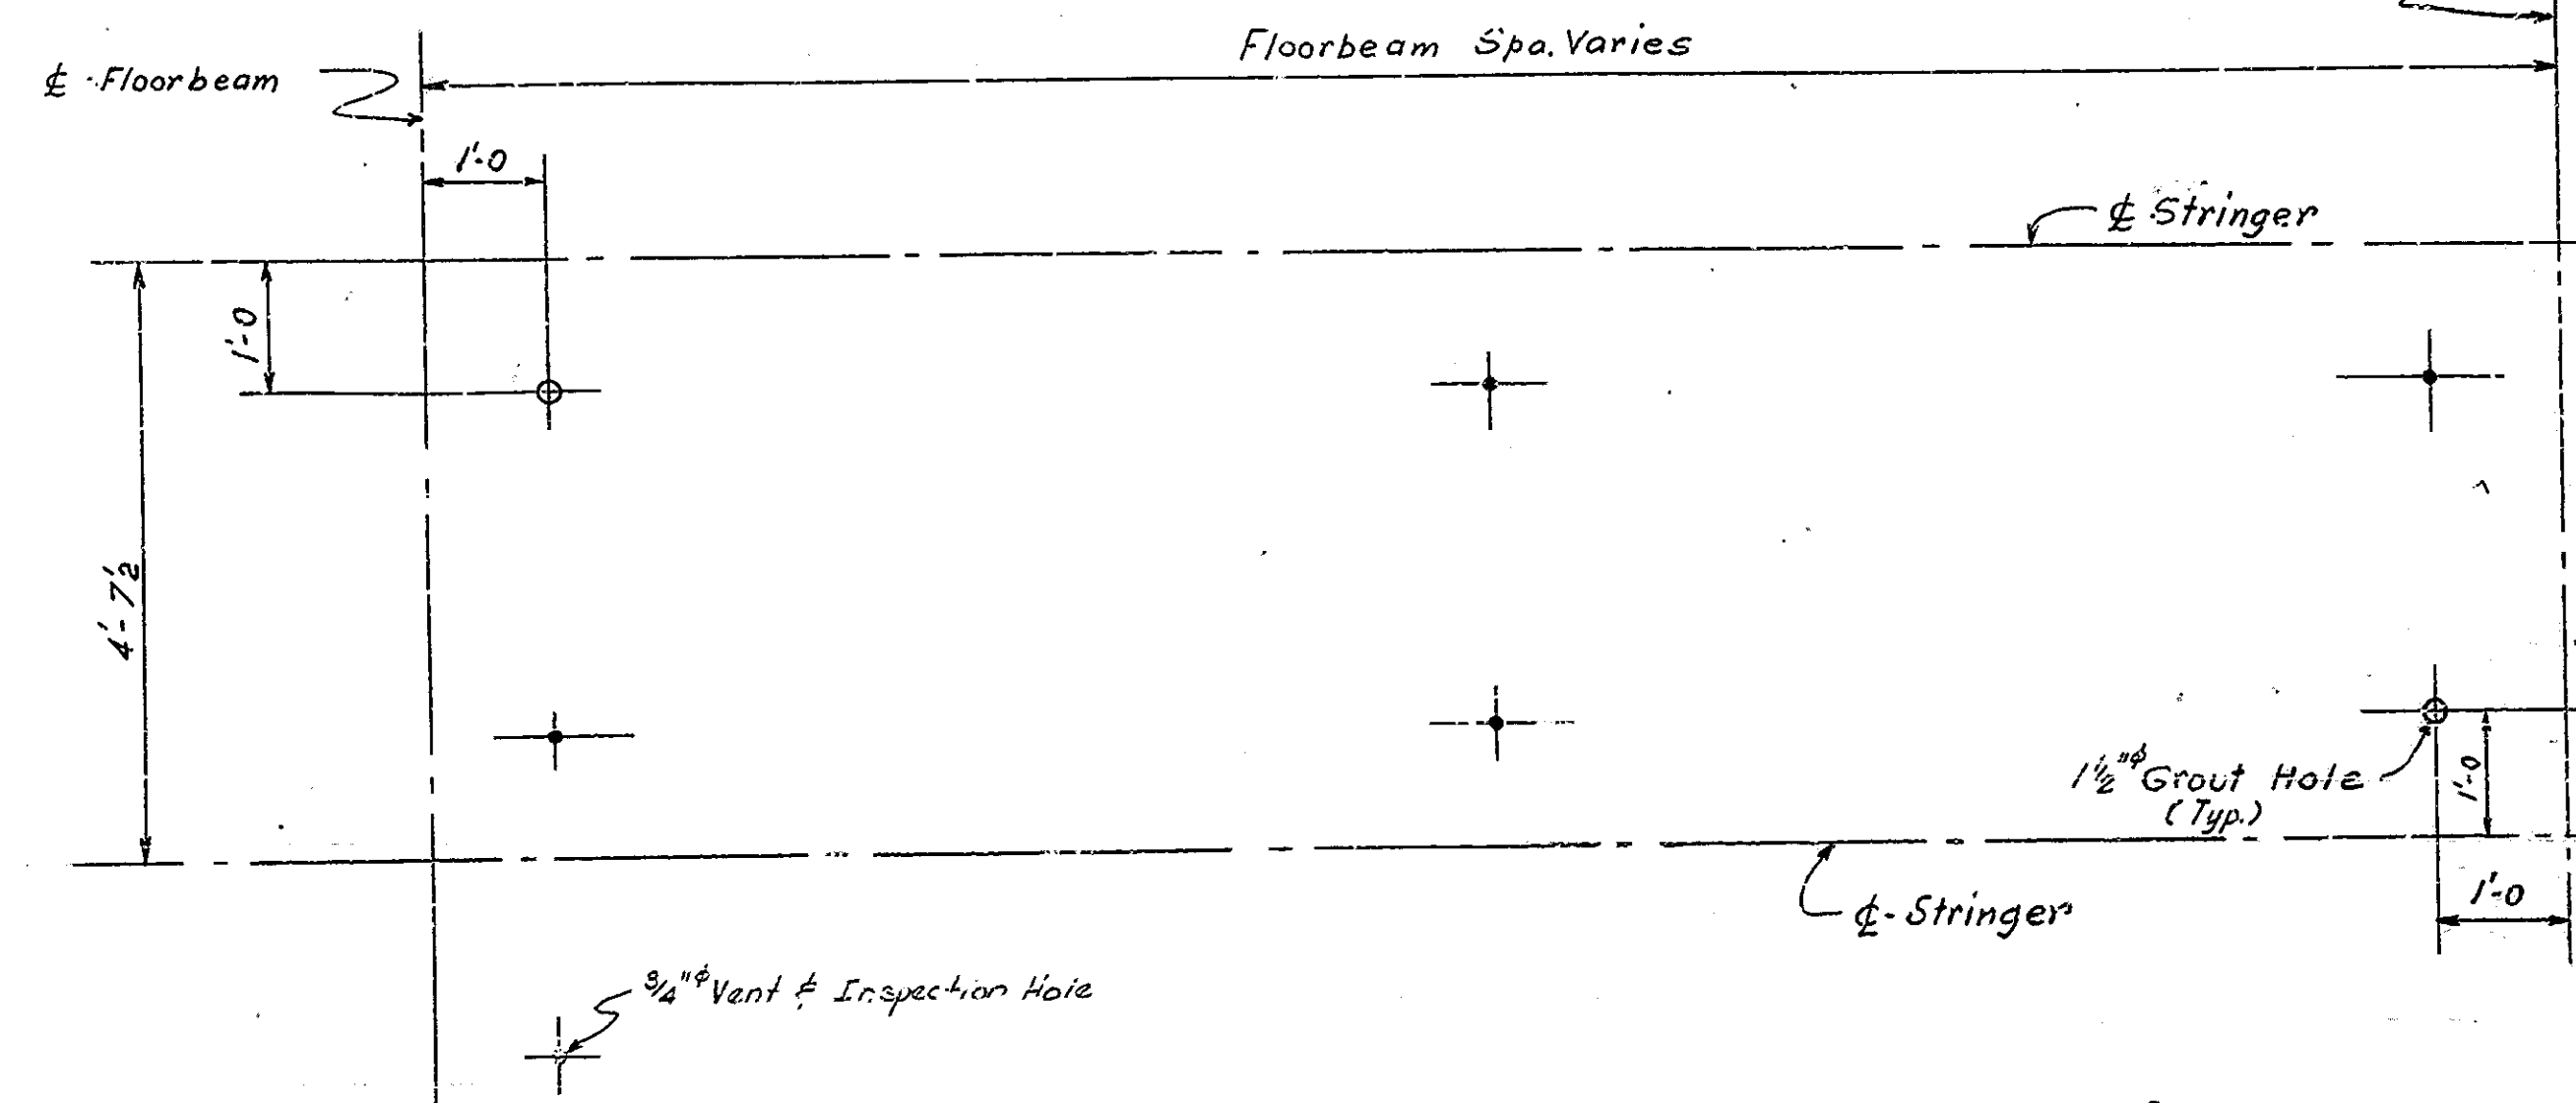 Floorbeam Spa. Varies
℄ Floorbeam
1'-0
℄ Stringer
1'-0
4'-7½
1½"ϕ Grout Hole
(Typ.)
1'-0
℄ Stringer
1'-0
3/4"ϕ Vent & Inspection Hole